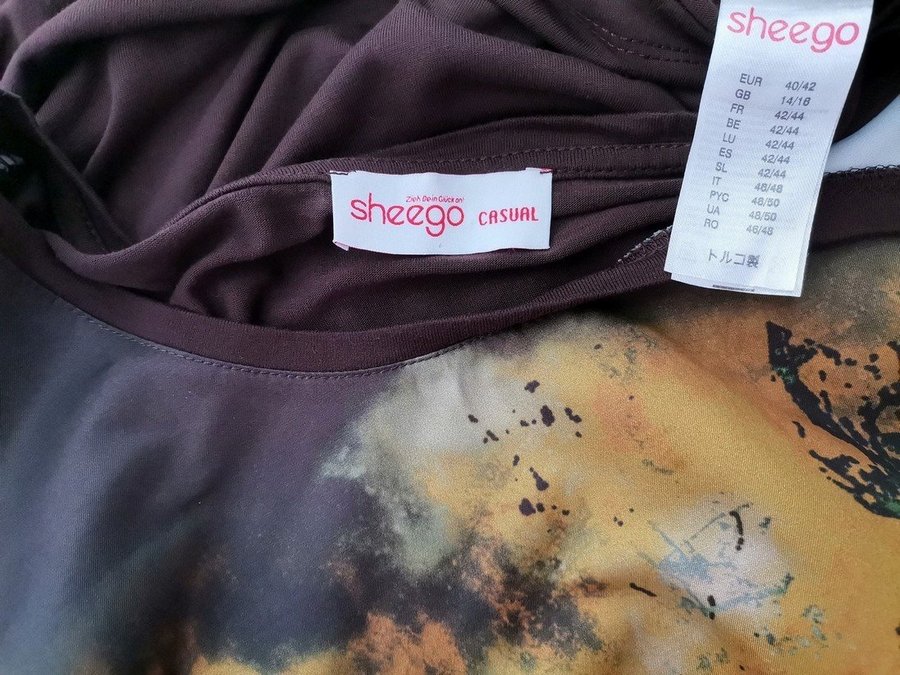 sheego
EUR 40/42
GB 14/16
FR 42/44
BE 42/44
LU 42/44
ES 42/44
SL 42/44
IT 46/48
РУС 48/50
UA 48/50
RO 46/48
トルコ製
Zieh Dein Glück an!
sheego CASUAL